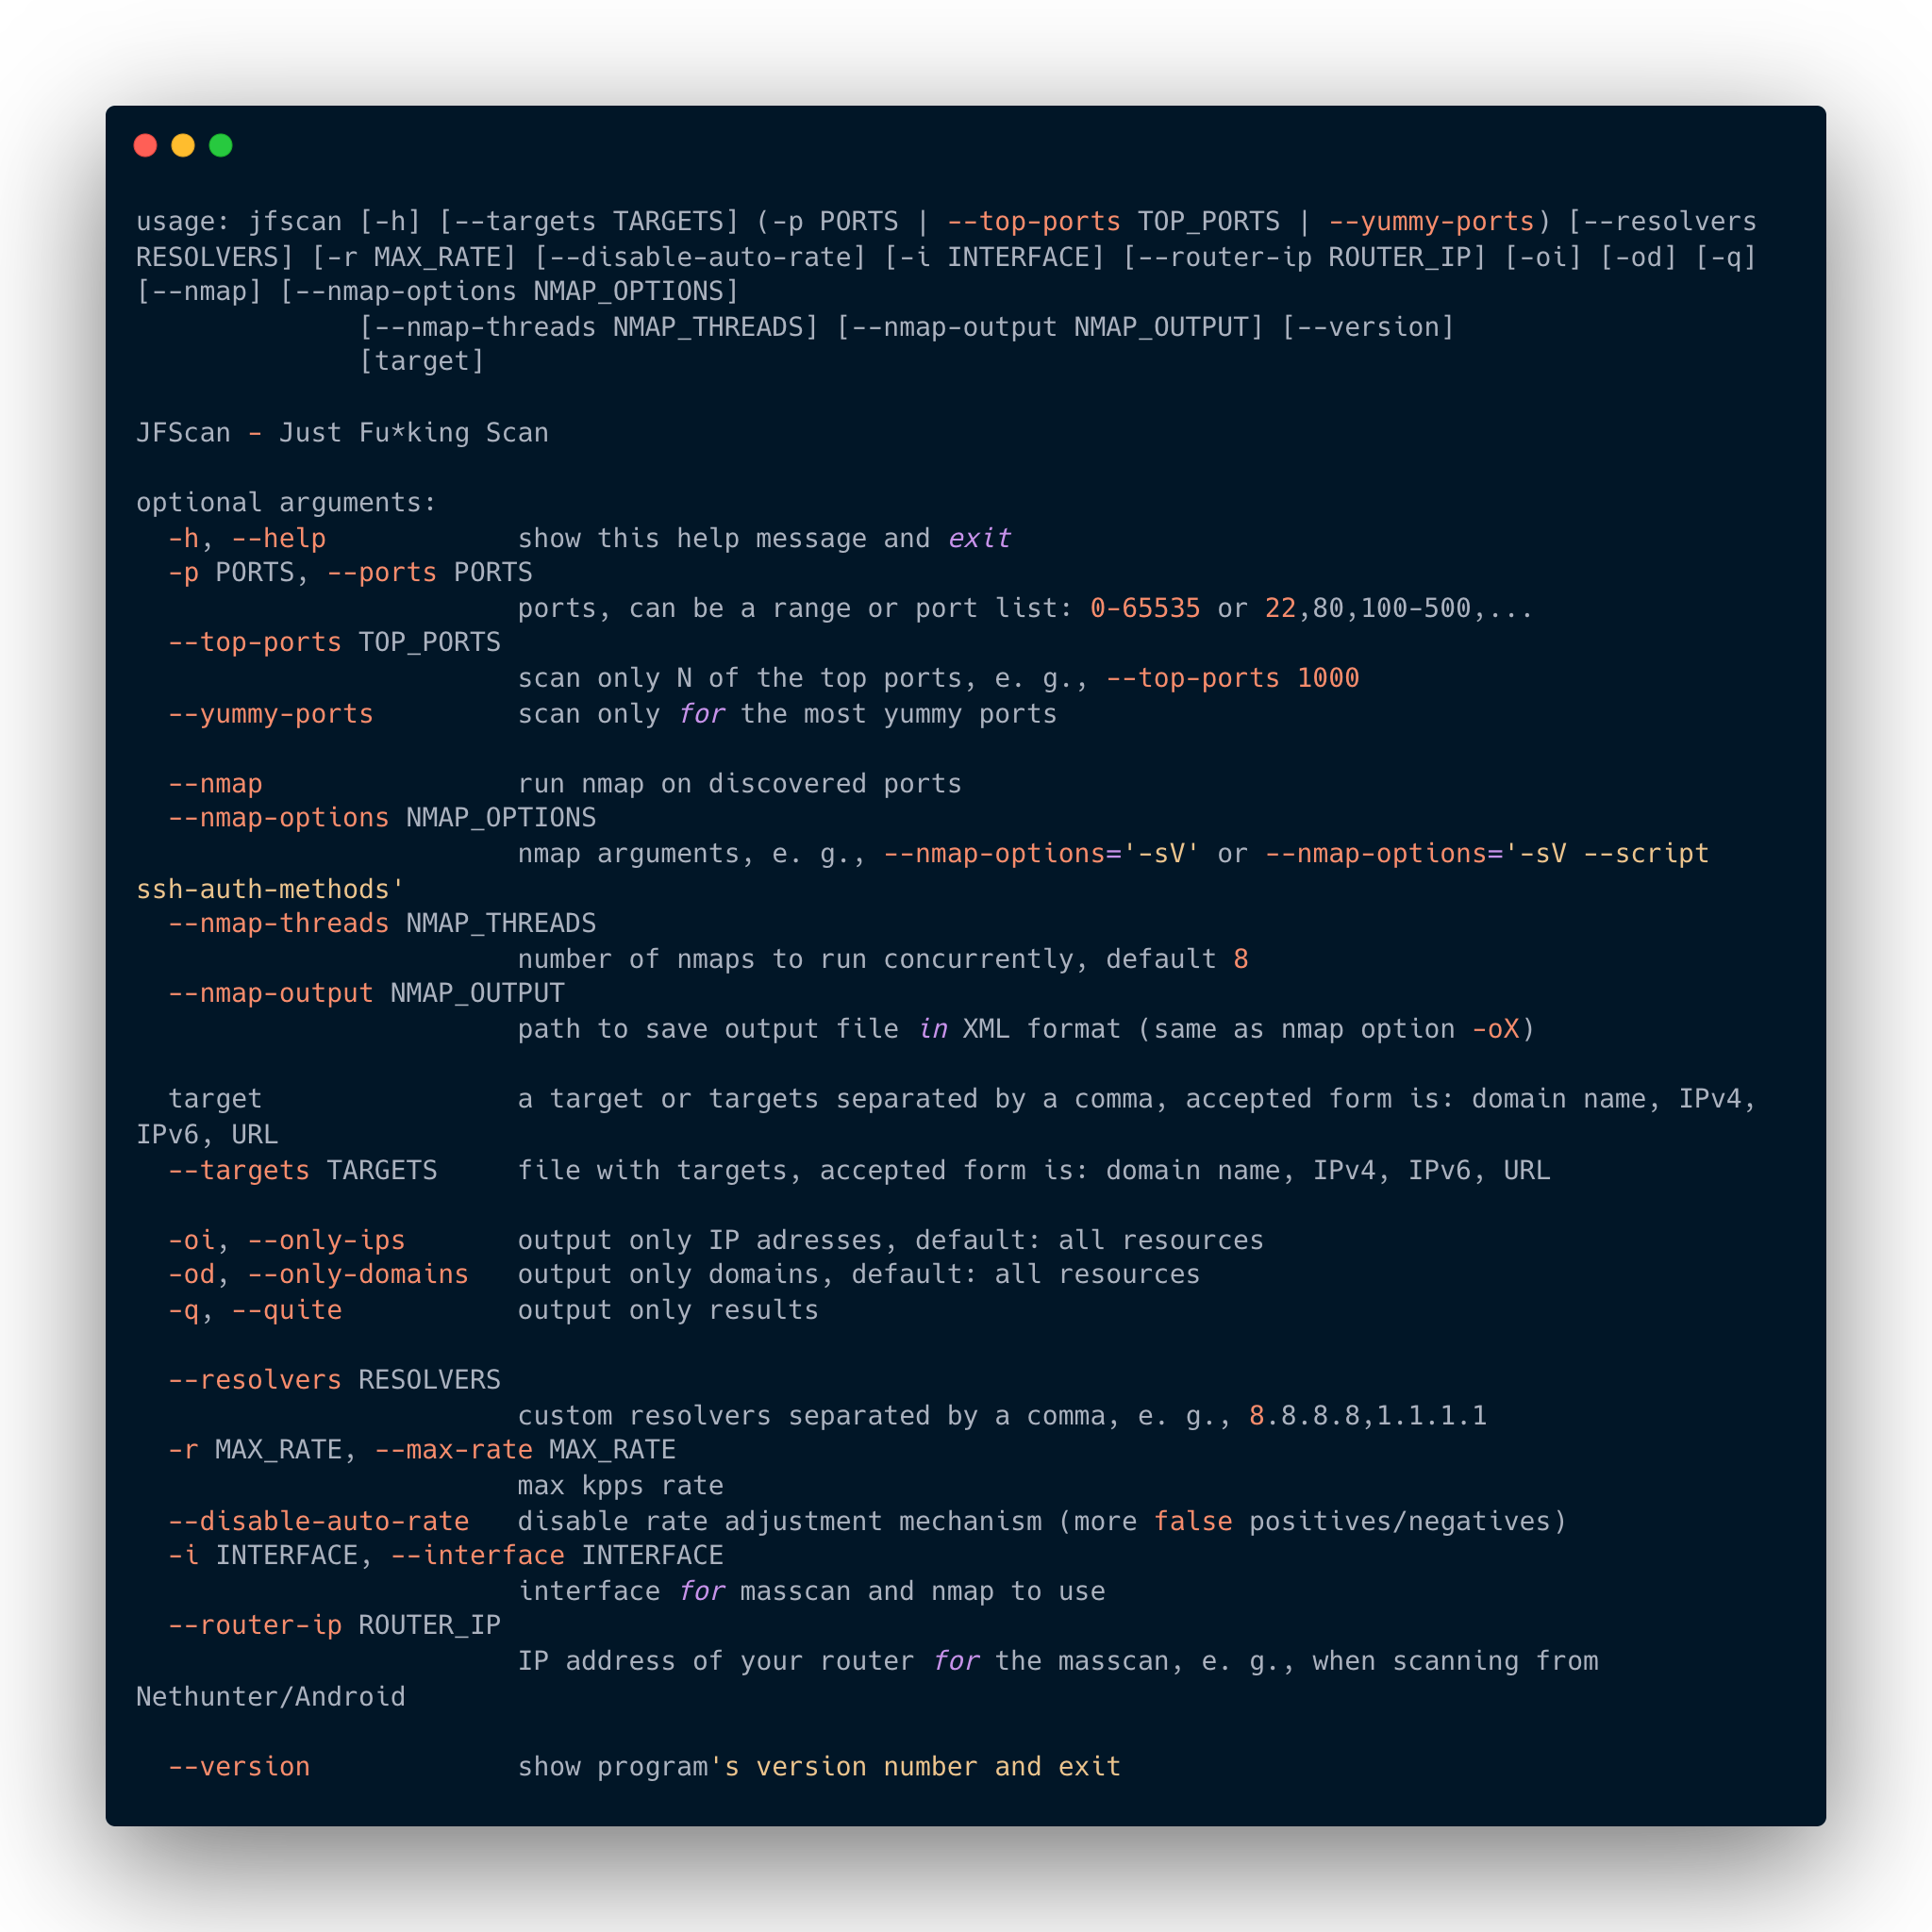 usage: jfscan [-h] [--targets TARGETS] (-p PORTS | --top-ports TOP_PORTS | --yummy-ports) [--resolvers
RESOLVERS] [-r MAX_RATE] [--disable-auto-rate] [-i INTERFACE] [--router-ip ROUTER_IP] [-oi] [-od] [-q]
[--nmap] [--nmap-options NMAP_OPTIONS]
              [--nmap-threads NMAP_THREADS] [--nmap-output NMAP_OUTPUT] [--version]
              [target]

JFScan - Just Fu*king Scan

optional arguments:
  -h, --help            show this help message and exit
  -p PORTS, --ports PORTS
                        ports, can be a range or port list: 0-65535 or 22,80,100-500,...
  --top-ports TOP_PORTS
                        scan only N of the top ports, e. g., --top-ports 1000
  --yummy-ports         scan only for the most yummy ports

  --nmap                run nmap on discovered ports
  --nmap-options NMAP_OPTIONS
                        nmap arguments, e. g., --nmap-options='-sV' or --nmap-options='-sV --script
ssh-auth-methods'
  --nmap-threads NMAP_THREADS
                        number of nmaps to run concurrently, default 8
  --nmap-output NMAP_OUTPUT
                        path to save output file in XML format (same as nmap option -oX)

  target                a target or targets separated by a comma, accepted form is: domain name, IPv4,
IPv6, URL
  --targets TARGETS     file with targets, accepted form is: domain name, IPv4, IPv6, URL

  -oi, --only-ips       output only IP adresses, default: all resources
  -od, --only-domains   output only domains, default: all resources
  -q, --quite           output only results

  --resolvers RESOLVERS
                        custom resolvers separated by a comma, e. g., 8.8.8.8,1.1.1.1
  -r MAX_RATE, --max-rate MAX_RATE
                        max kpps rate
  --disable-auto-rate   disable rate adjustment mechanism (more false positives/negatives)
  -i INTERFACE, --interface INTERFACE
                        interface for masscan and nmap to use
  --router-ip ROUTER_IP
                        IP address of your router for the masscan, e. g., when scanning from
Nethunter/Android

  --version             show program's version number and exit